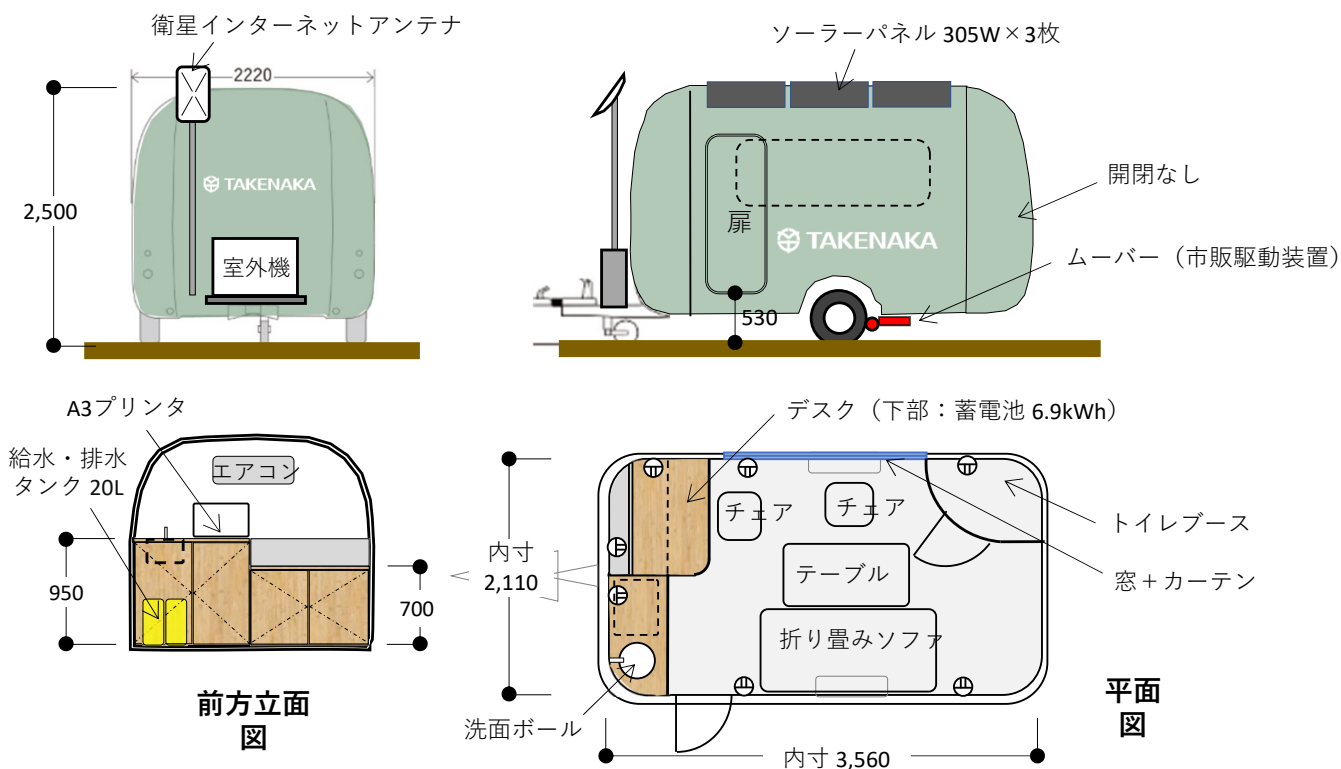 衛星インターネットアンテナ
2220
2,500
TAKENAKA
室外機
ソーラーパネル 305W×3枚
開閉なし
扉
TAKENAKA
ムーバー（市販駆動装置）
530
A3プリンタ
給水・排水
タンク 20L
エアコン
950
700
前方立面
図
デスク（下部：蓄電池 6.9kWh）
チェア
チェア
トイレブース
内寸
2,110
テーブル
窓＋カーテン
折り畳みソファ
洗面ボール
内寸 3,560
平面
図